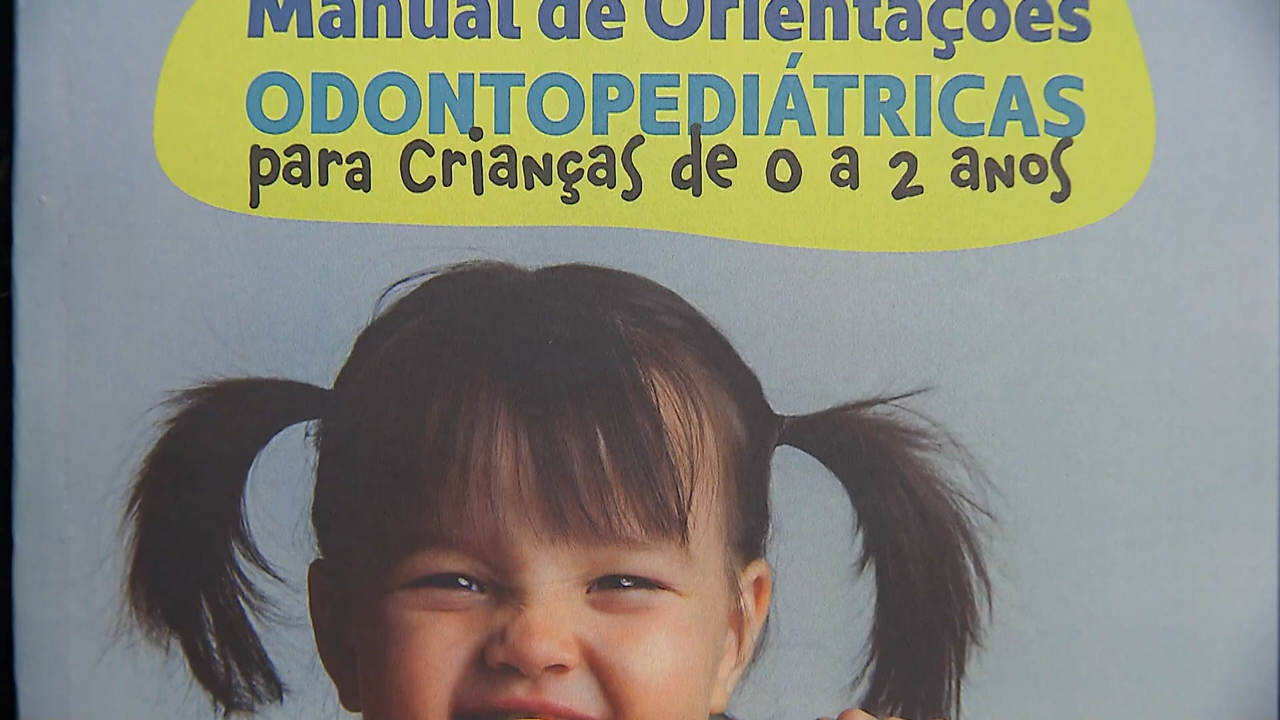 Manual de Orientações
ODONTOPEDIÁTRICAS
para Crianças de 0 a 2 anos